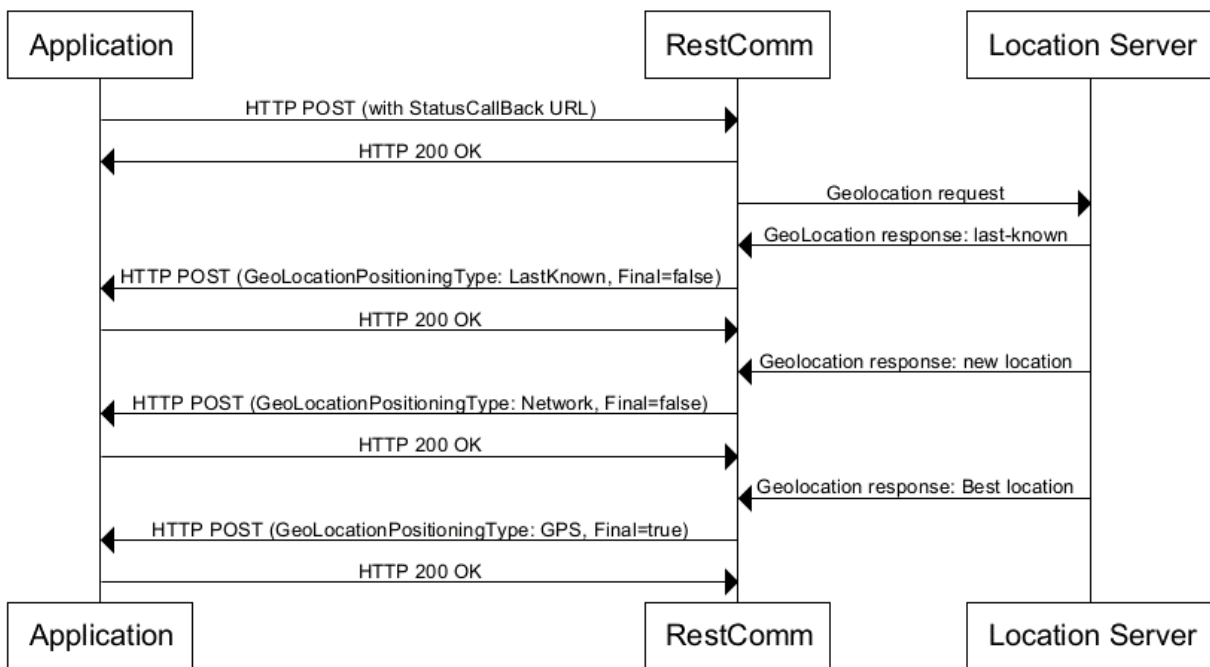 Application
RestComm
Location Server
HTTP POST (with StatusCallBack URL)
HTTP 200 OK
Geolocation request
GeoLocation response: last-known
HTTP POST (GeoLocationPositioningType: LastKnown, Final=false)
HTTP 200 OK
Geolocation response: new location
HTTP POST (GeoLocationPositioningType: Network, Final=false)
HTTP 200 OK
Geolocation response: Best location
HTTP POST (GeoLocationPositioningType: GPS, Final=true)
HTTP 200 OK
Application
RestComm
Location Server